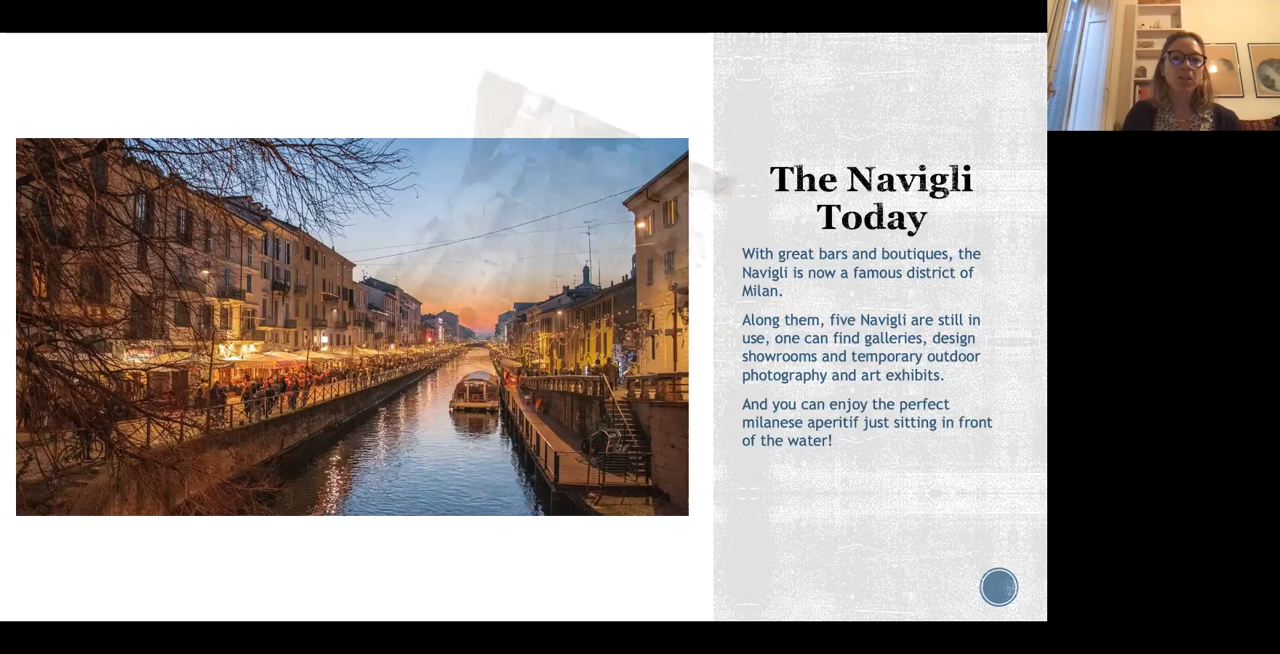 The Navigli
Today
With great bars and boutiques, the
Navigli is now a famous district of
Milan.
Along them, five Navigli are still in
use, one can find galleries, design
showrooms and temporary outdoor
photography and art exhibits.
And you can enjoy the perfect
milanese aperitif just sitting in front
of the water!